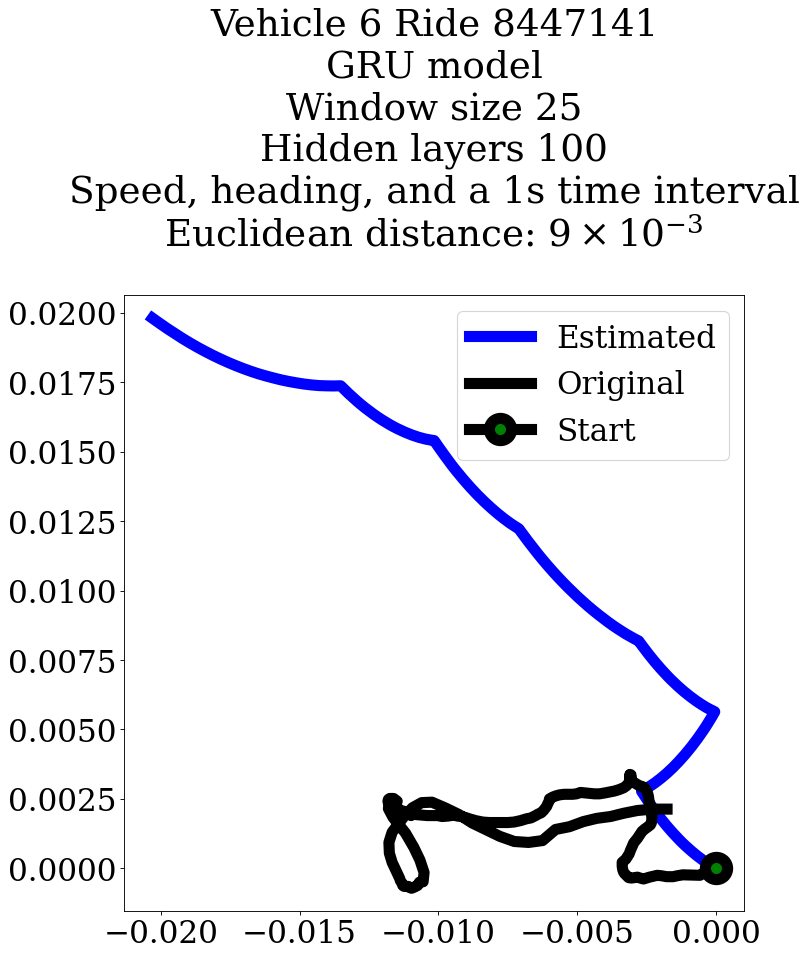 Vehicle 6 Ride 8447141
GRU model
Window size 25
Hidden layers 100
Speed, heading, and a 1s time interval
Euclidean distance: 9 × 10⁻³
Estimated
Original
Start
0.0200
0.0175
0.0150
0.0125
0.0100
0.0075
0.0050
0.0025
0.0000
−0.020 −0.015 −0.010 −0.005 0.000